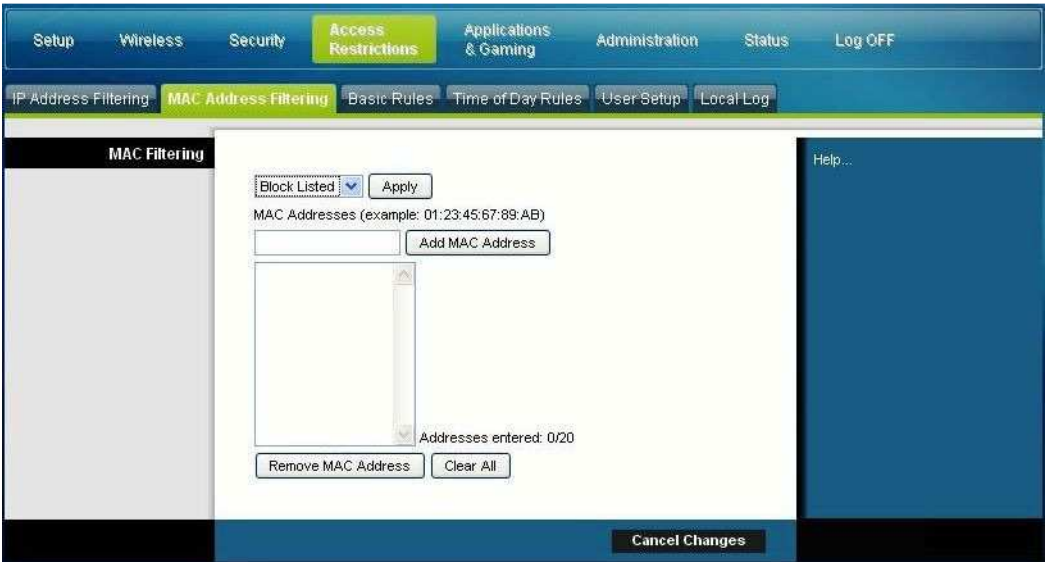 Setup Wireless Security Access Restrictions Applications & Gaming Administration Status Log OFF
IP Address Filtering MAC Address Filtering Basic Rules Time of Day Rules User Setup Local Log
MAC Filtering
Help...
Block Listed Apply
MAC Addresses (example: 01:23:45:67:89:AB)
Add MAC Address
Addresses entered: 0/20
Remove MAC Address Clear All
Cancel Changes